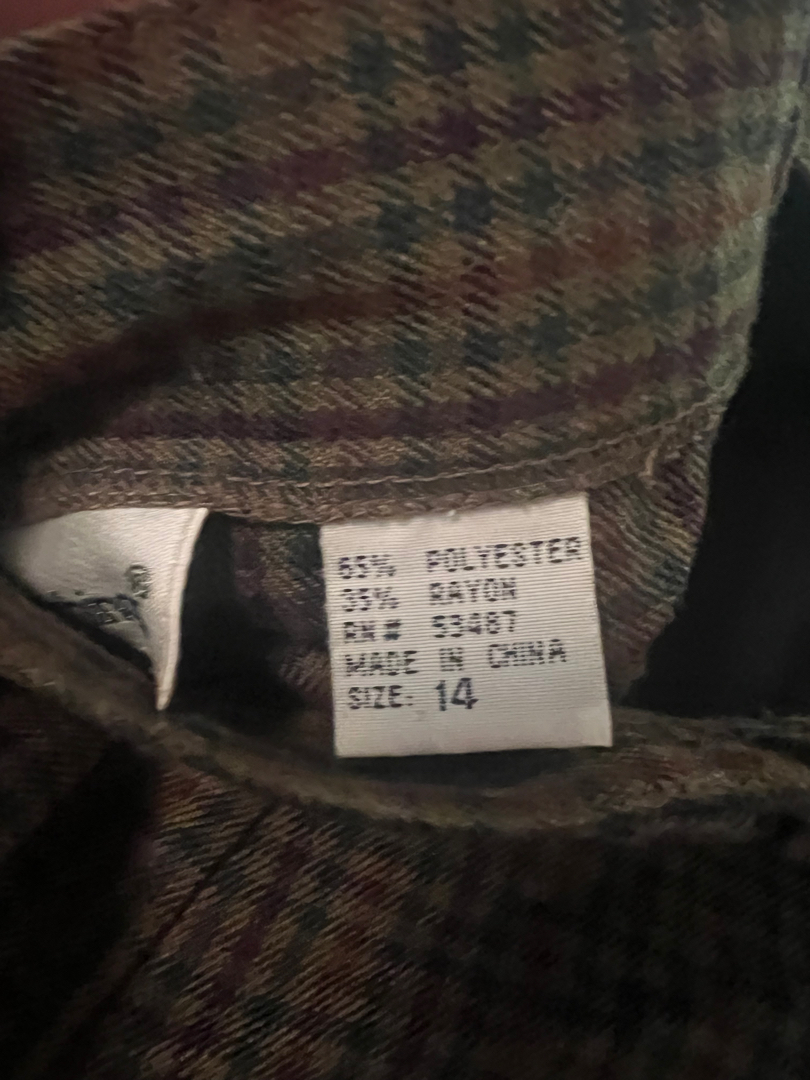 65% POLYESTER
35% RAYON
RN# 53487
MADE IN CHINA
SIZE: 14
®